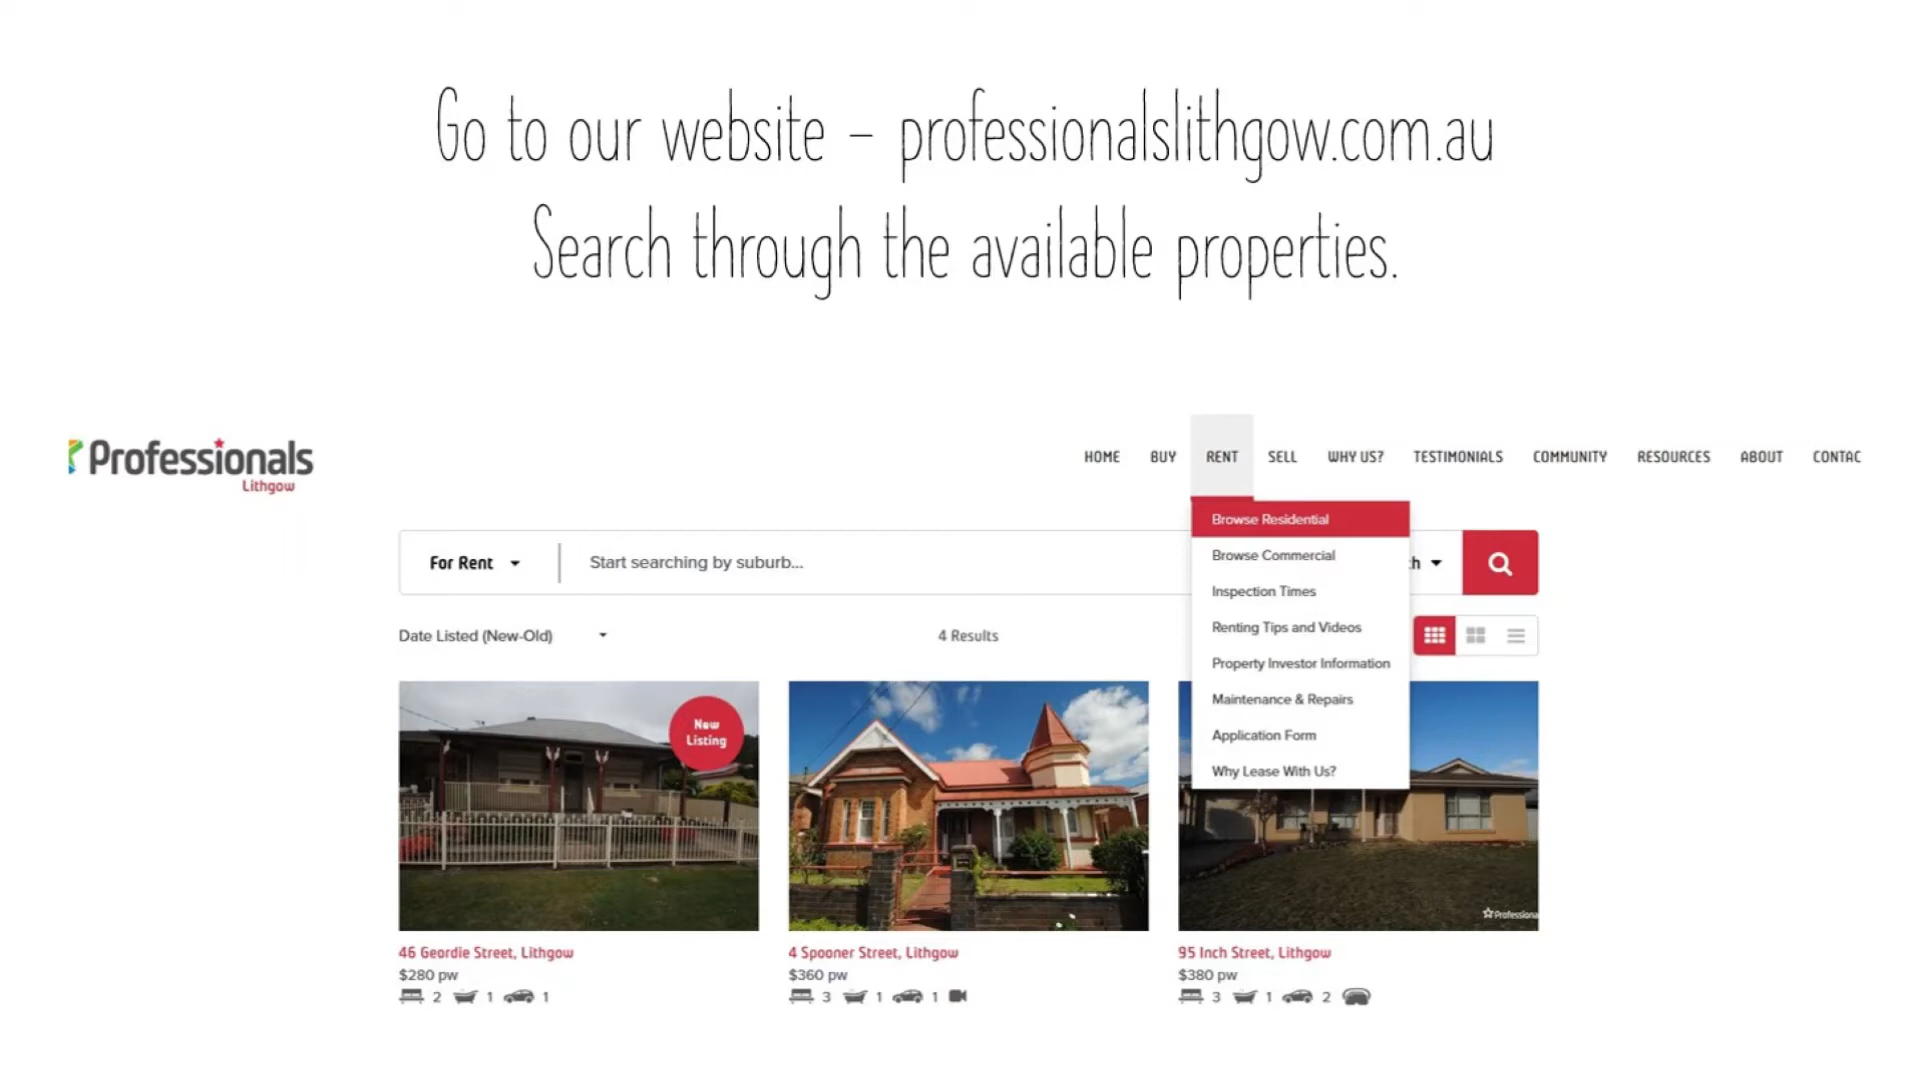 Go to our website - professionalslithgow.com.au
Search through the available properties.
Professionals
Lithgow
HOME BUY RENT SELL WHY US? TESTIMONIALS COMMUNITY RESOURCES ABOUT CONTAC
Browse Residential
Browse Commercial
Inspection Times
Renting Tips and Videos
Property Investor Information
Maintenance & Repairs
Application Form
Why Lease With Us?
For Rent Start searching by suburb... ch
Date Listed (New-Old) 4 Results
New
Listing
Professiona
46 Geordie Street, Lithgow
$280 pw
2 1 1
4 Spooner Street, Lithgow
$360 pw
3 1 1
95 Inch Street, Lithgow
$380 pw
3 1 2